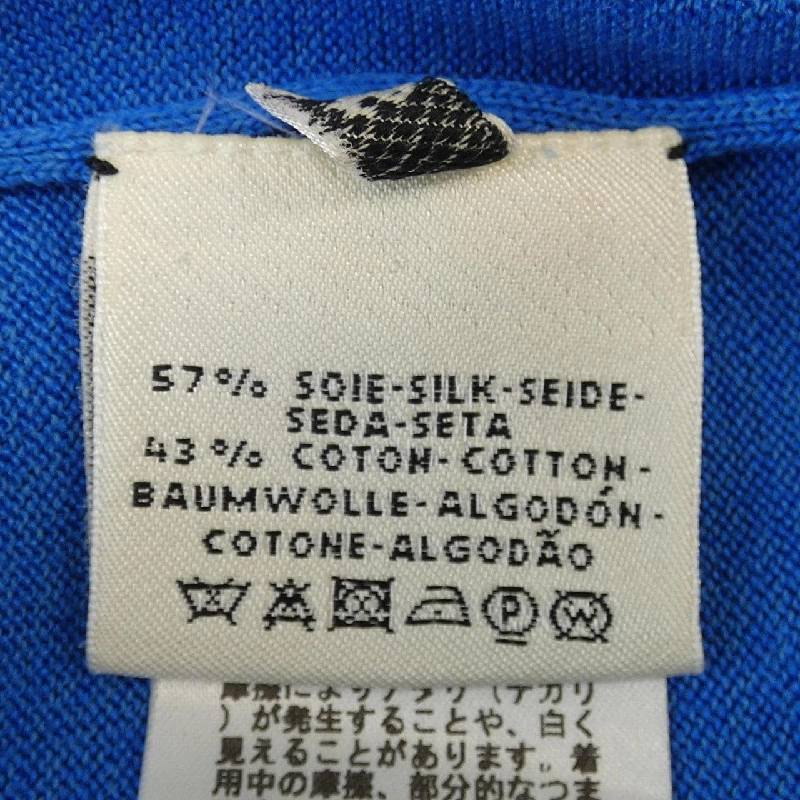 57% SOIE-SILK-SEIDE-
SEDA-SETA
43% COTON-COTTON-
BAUMWOLLE-ALGODÓN-
COTONE-ALGODÃO
P W
摩擦によりアタリ(テカリ
)が発生することや、白く
見えることがあります。着
用中の摩擦、部分的なつま